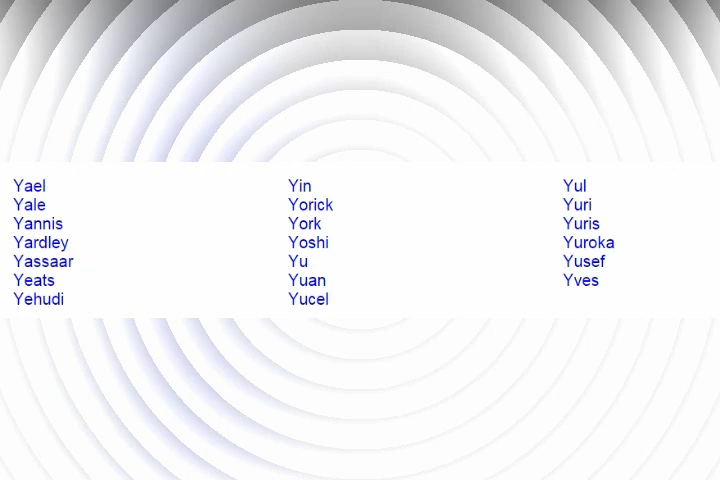 Yael
Yale
Yannis
Yardley
Yassaar
Yeats
Yehudi
Yin
Yorick
York
Yoshi
Yu
Yuan
Yucel
Yul
Yuri
Yuris
Yuroka
Yusef
Yves